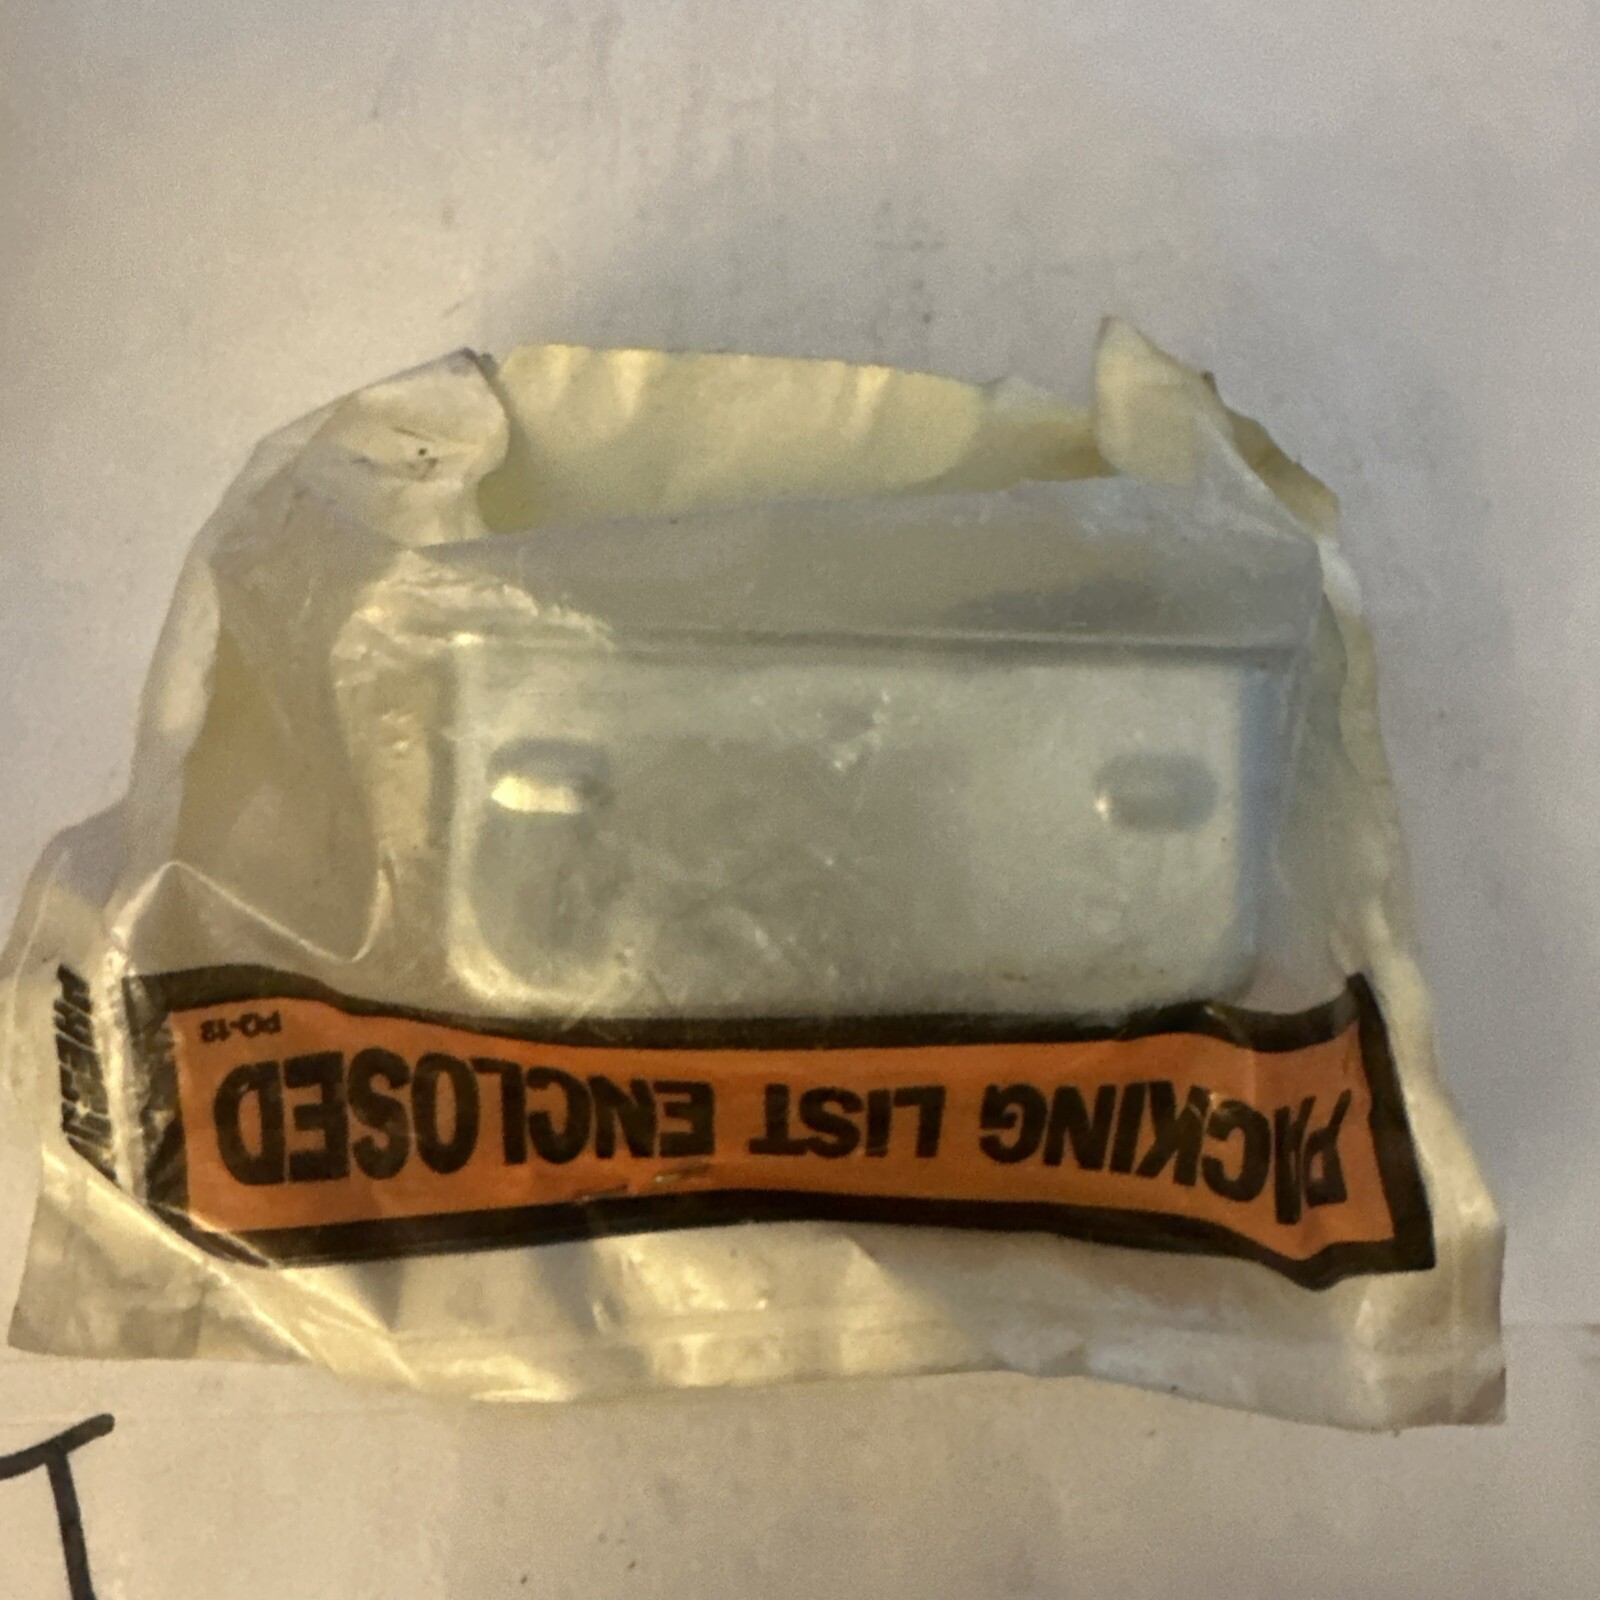 PACKING LIST ENCLOSED
PQ-13